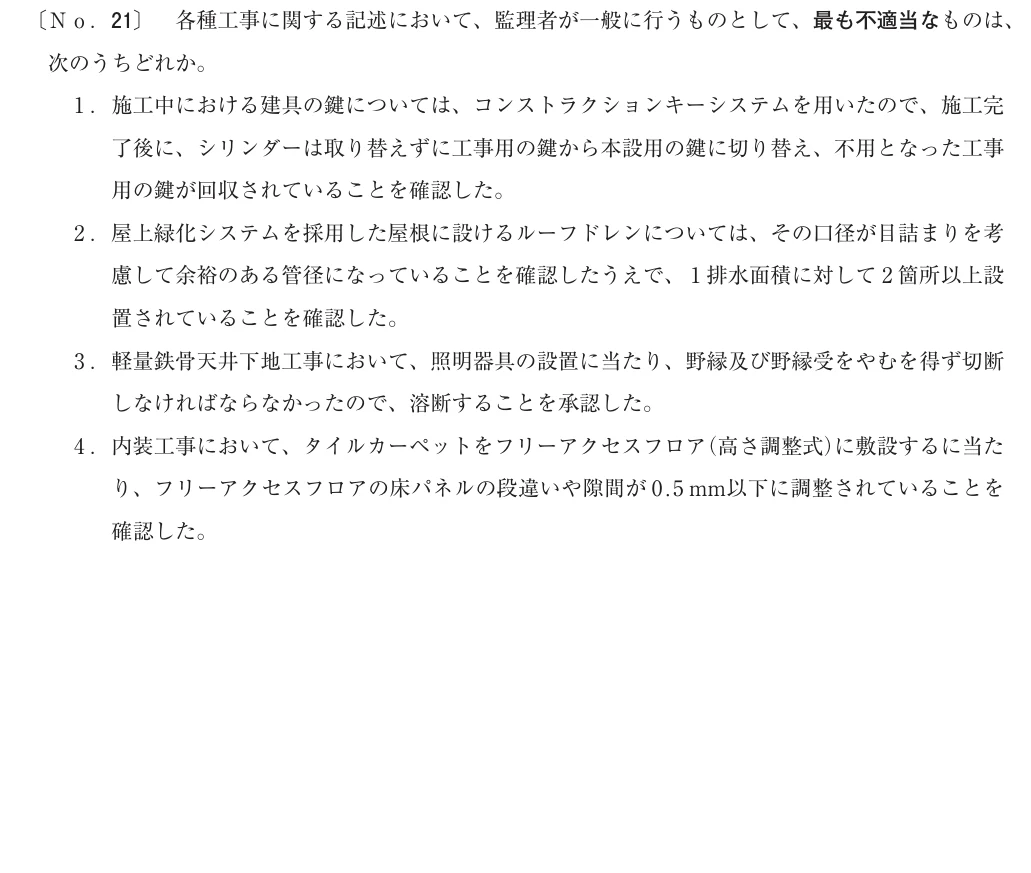 〔Ｎｏ．21〕　各種工事に関する記述において、監理者が一般に行うものとして、最も不適当なものは、
次のうちどれか。
１．施工中における建具の鍵については、コンストラクションキーシステムを用いたので、施工完
了後に、シリンダーは取り替えずに工事用の鍵から本設用の鍵に切り替え、不用となった工事
用の鍵が回収されていることを確認した。
２．屋上緑化システムを採用した屋根に設けるルーフドレンについては、その口径が目詰まりを考
慮して余裕のある管径になっていることを確認したうえで、１排水面積に対して２箇所以上設
置されていることを確認した。
３．軽量鉄骨天井下地工事において、照明器具の設置に当たり、野縁及び野縁受をやむを得ず切断
しなければならなかったので、溶断することを承認した。
４．内装工事において、タイルカーペットをフリーアクセスフロア(高さ調整式)に敷設するに当た
り、フリーアクセスフロアの床パネルの段違いや隙間が0.5 mm以下に調整されていることを
確認した。